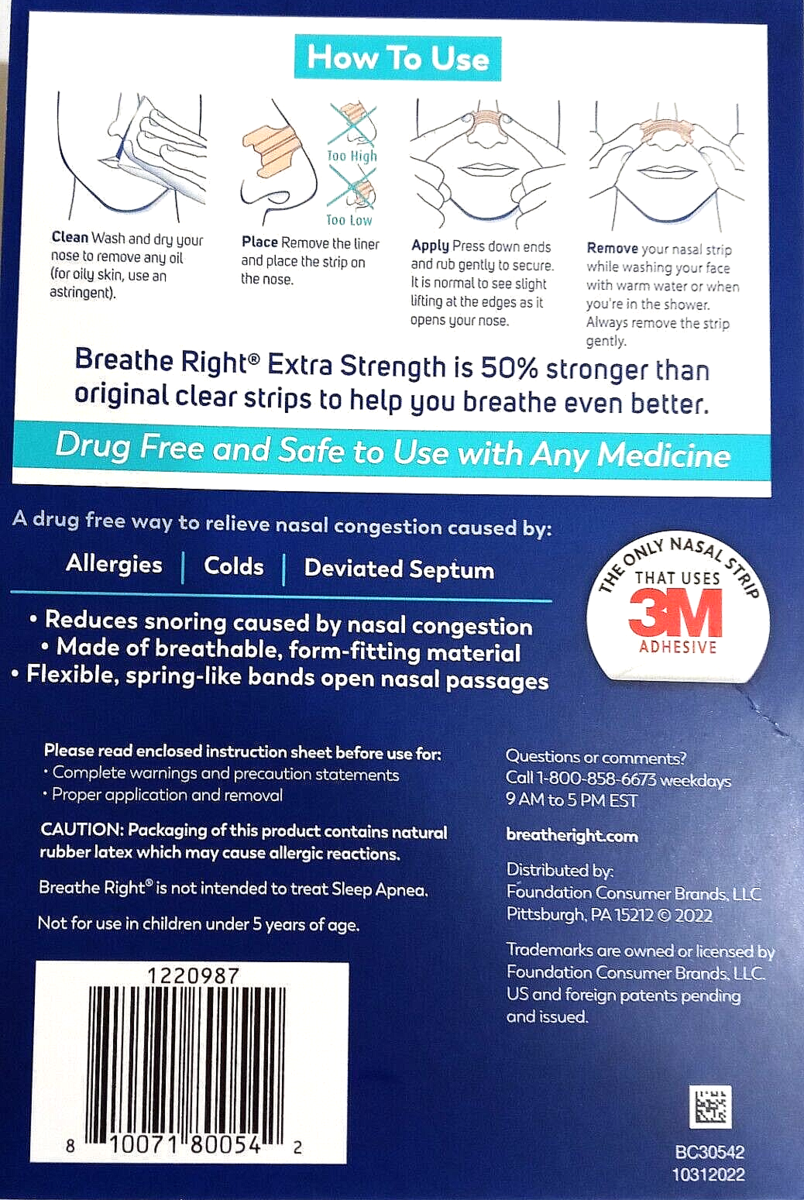 How To Use
Too High
Too Low
Clean Wash and dry your
nose to remove any oil
(for oily skin, use an
astringent).
Place Remove the liner
and place the strip on
the nose.
Apply Press down ends
and rub gently to secure.
It is normal to see slight
lifting at the edges as it
opens your nose.
Remove your nasal strip
while washing your face
with warm water or when
you're in the shower.
Always remove the strip
gently.
Breathe Right® Extra Strength is 50% stronger than
original clear strips to help you breathe even better.
Drug Free and Safe to Use with Any Medicine
A drug free way to relieve nasal congestion caused by:
Allergies | Colds | Deviated Septum
• Reduces snoring caused by nasal congestion
• Made of breathable, form-fitting material
• Flexible, spring-like bands open nasal passages
THE ONLY NASAL STRIP
THAT USES
3M
ADHESIVE
Please read enclosed instruction sheet before use for:
• Complete warnings and precaution statements
• Proper application and removal
CAUTION: Packaging of this product contains natural
rubber latex which may cause allergic reactions.
Breathe Right® is not intended to treat Sleep Apnea.
Not for use in children under 5 years of age.
Questions or comments?
Call 1-800-858-6673 weekdays
9 AM to 5 PM EST
breatheright.com
Distributed by:
Foundation Consumer Brands, LLC
Pittsburgh, PA 15212 © 2022
Trademarks are owned or licensed by
Foundation Consumer Brands, LLC.
US and foreign patents pending
and issued.
1220987
8 10071 80054 2
BC30542
10312022